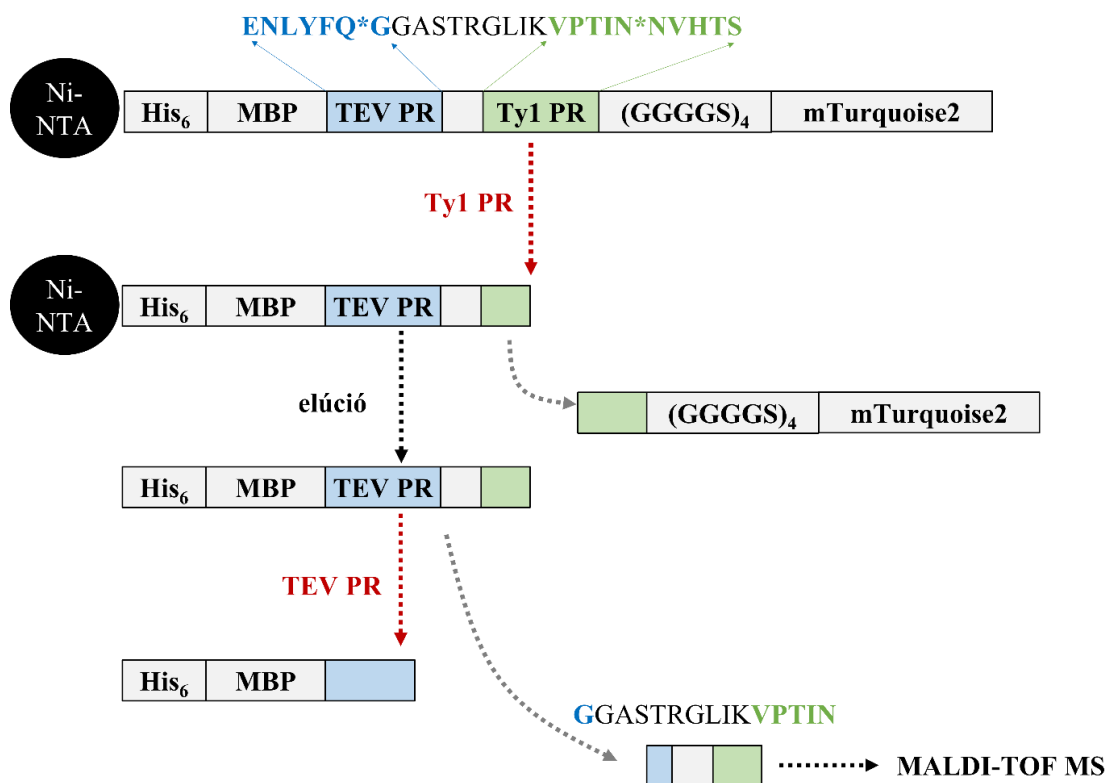 ENLYFQ*GGASTRGLIKVPTIN*NVHTS
Ni-
NTA
His₆ MBP TEV PR Ty1 PR (GGGGS)₄ mTurquoise2
Ty1 PR
Ni-
NTA
His₆ MBP TEV PR
elúció
(GGGGS)₄ mTurquoise2
His₆ MBP TEV PR
TEV PR
His₆ MBP
GGASTRGLIKVPTIN
MALDI-TOF MS